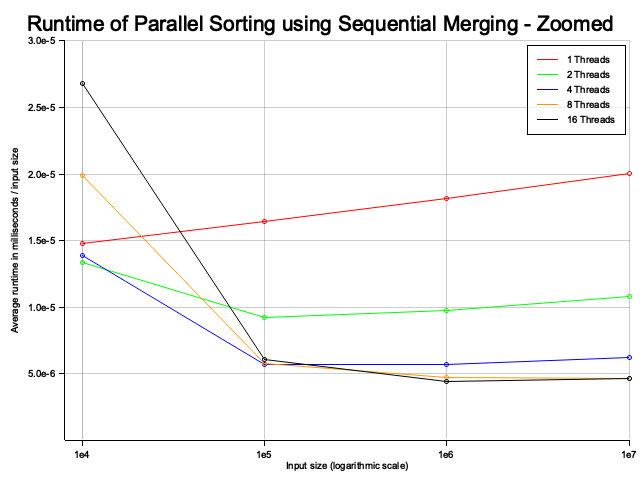 Runtime of Parallel Sorting using Sequential Merging - Zoomed
3.0e-5
2.5e-5
2.0e-5
1.5e-5
1.0e-5
5.0e-6
Average runtime in milliseconds / input size
1 Threads
2 Threads
4 Threads
8 Threads
16 Threads
1e4
1e5
1e6
1e7
Input size (logarithmic scale)